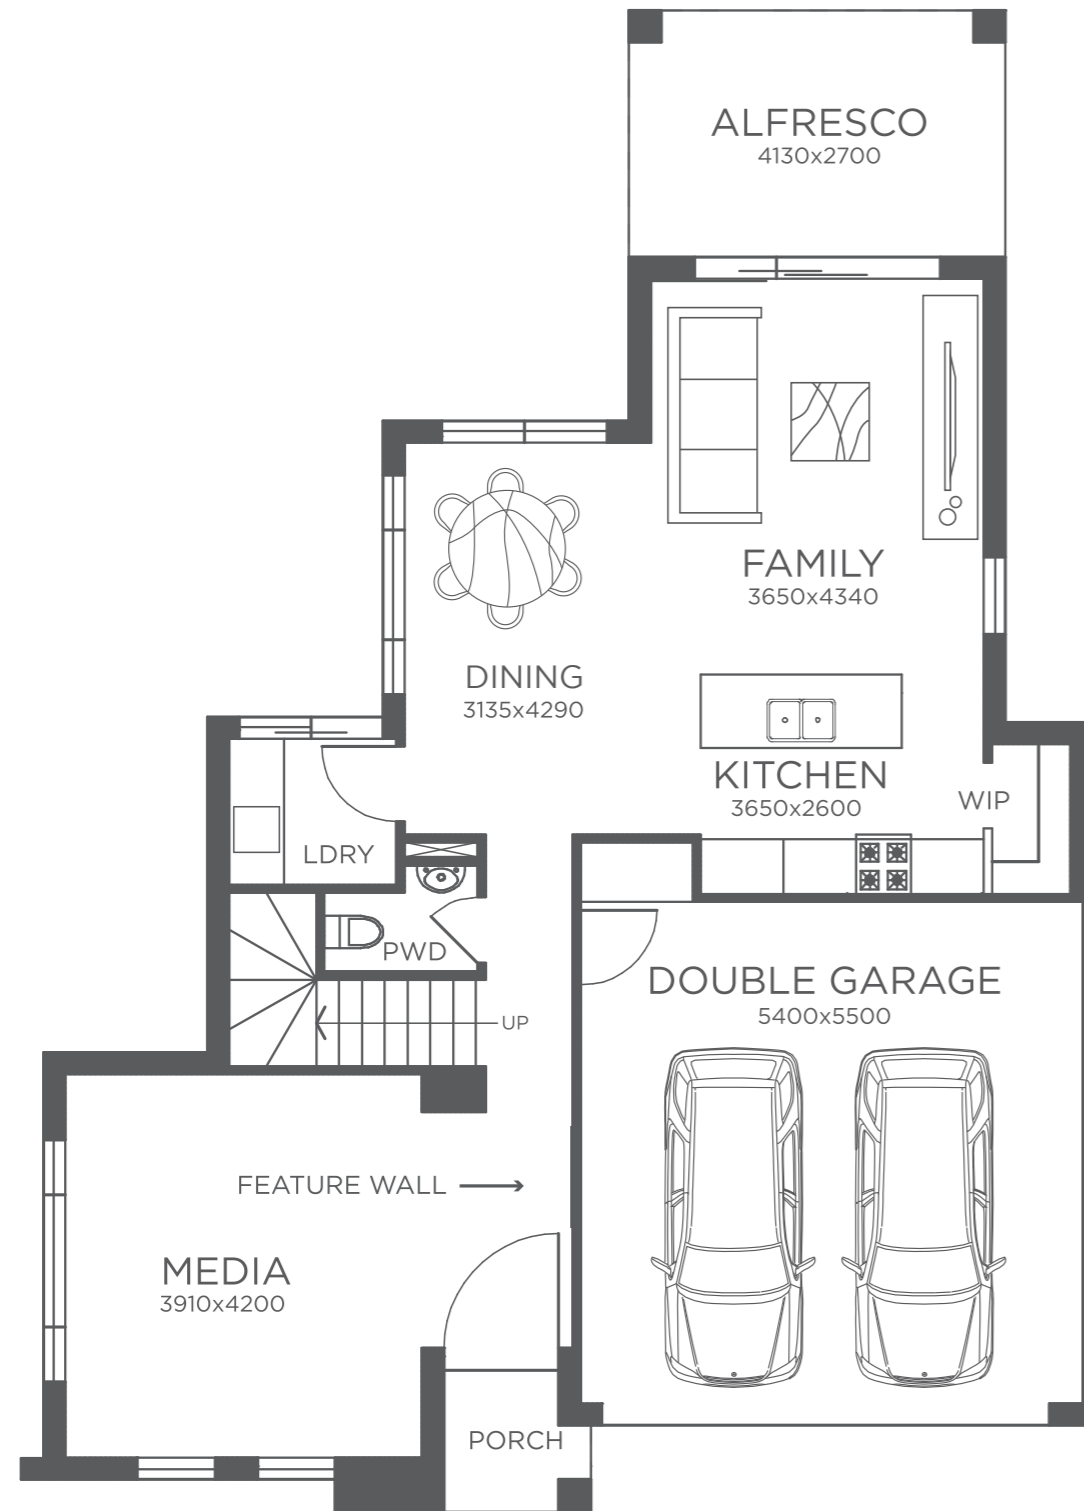 ALFRESCO
4130x2700
FAMILY
3650x4340
DINING
3135x4290
KITCHEN
3650x2600
WIP
LDRY
PWD
DOUBLE GARAGE
5400x5500
UP
FEATURE WALL
MEDIA
3910x4200
PORCH